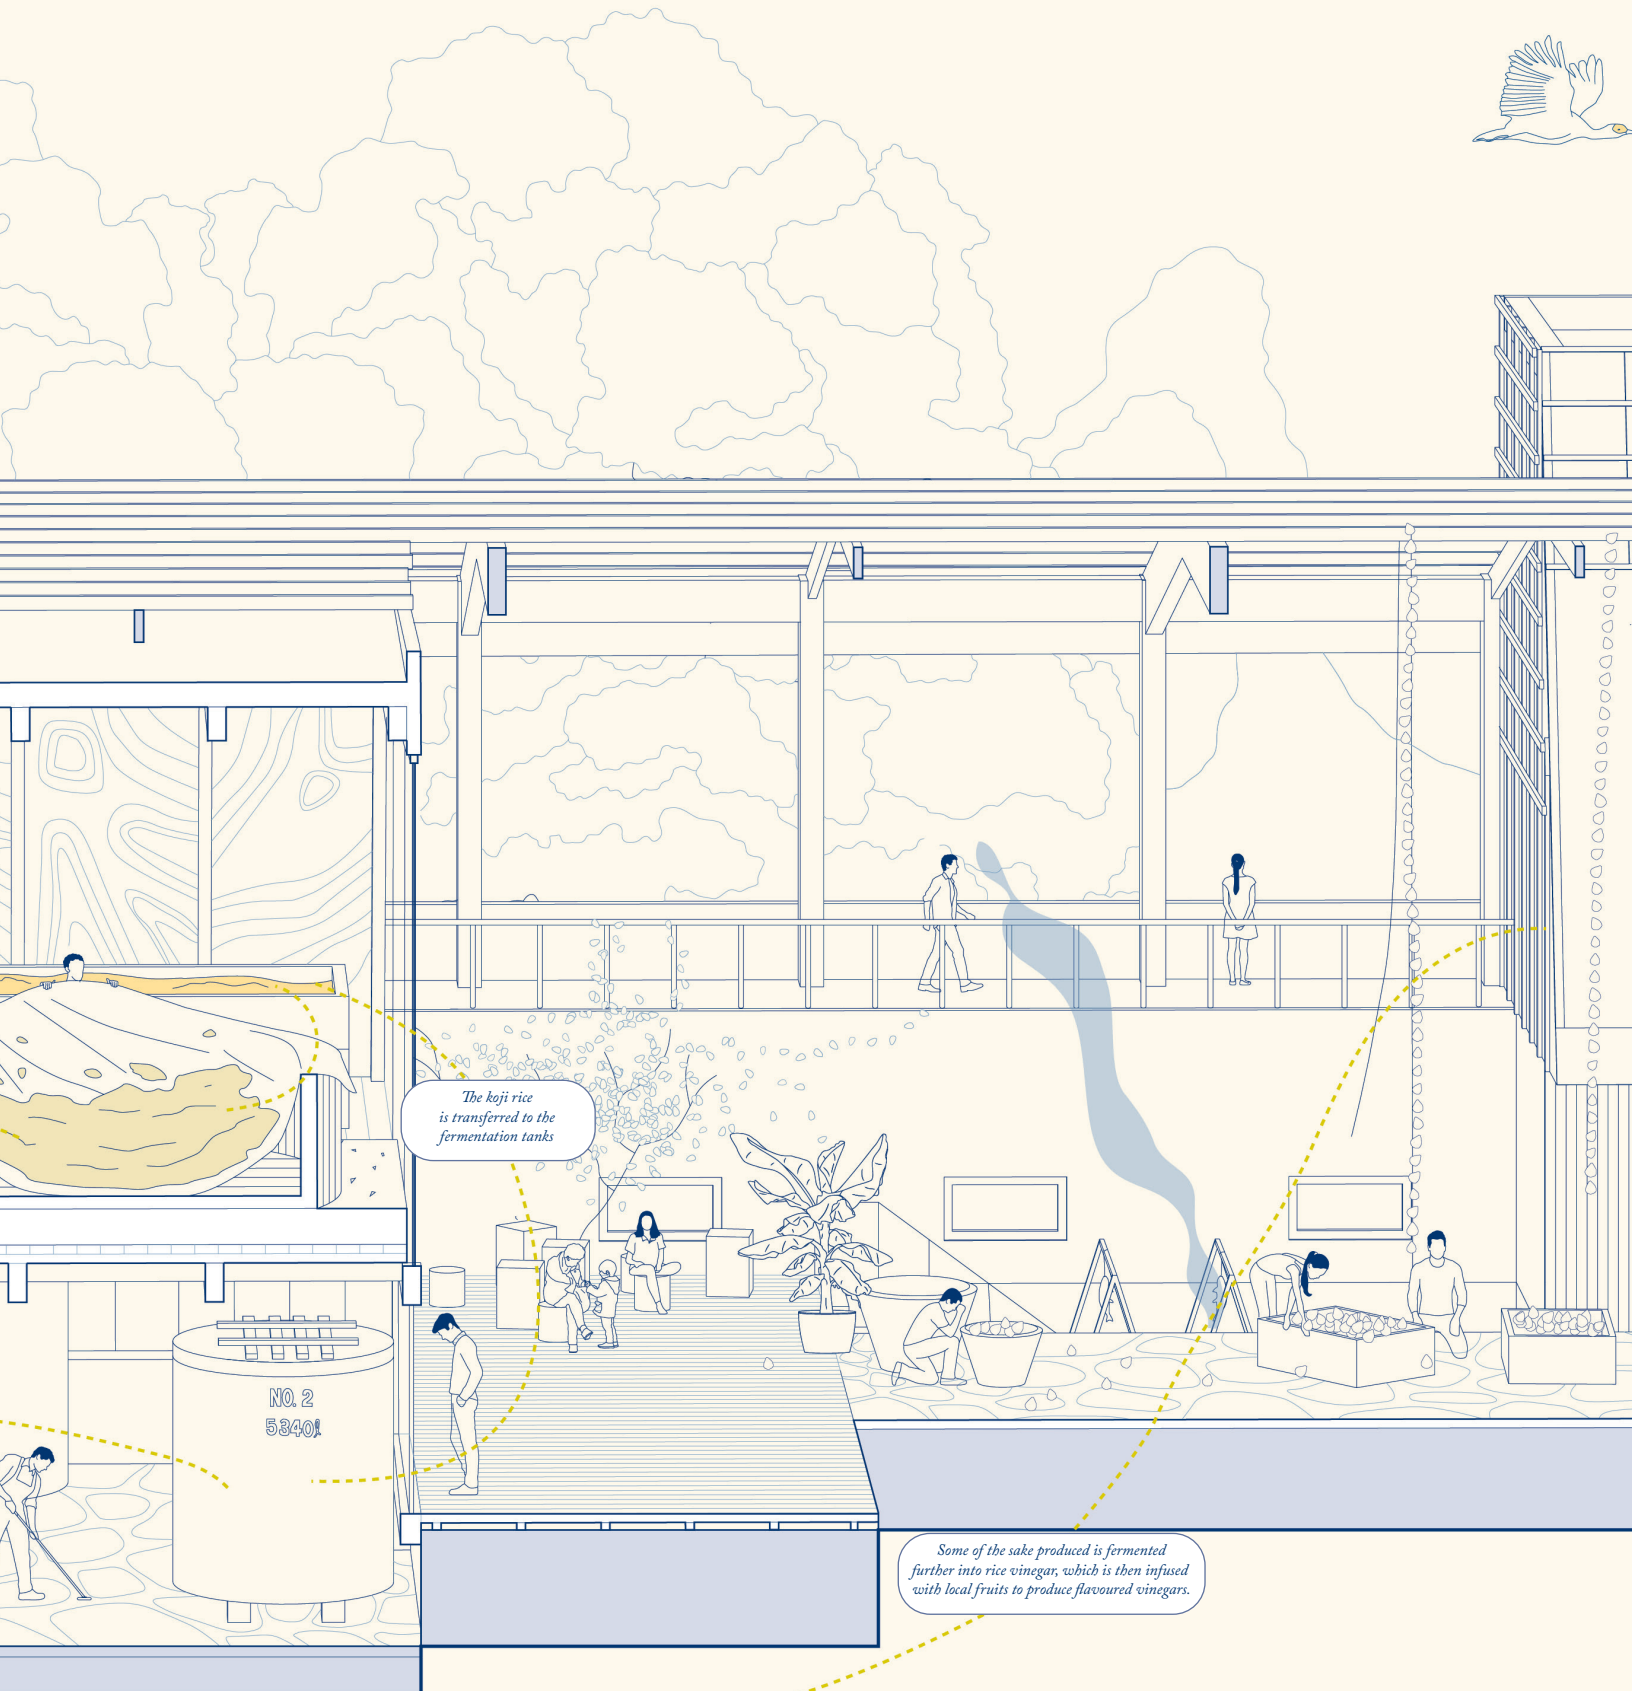 The koji rice
is transferred to the
fermentation tanks
NO. 2
5340l
Some of the sake produced is fermented
further into rice vinegar, which is then infused
with local fruits to produce flavoured vinegars.